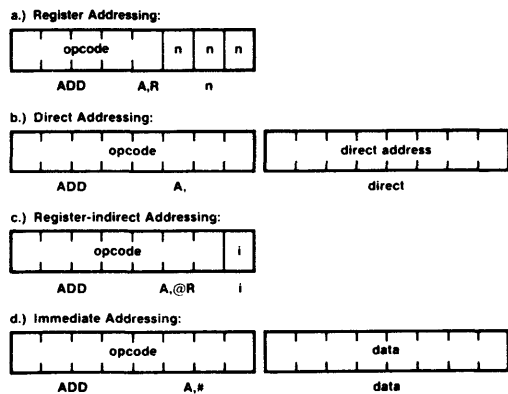 a.) Register Addressing:
opcode n n n
ADD A,R n
b.) Direct Addressing:
opcode direct address
ADD A, direct
c.) Register-indirect Addressing:
opcode i
ADD A,@R i
d.) Immediate Addressing:
opcode data
ADD A,# data